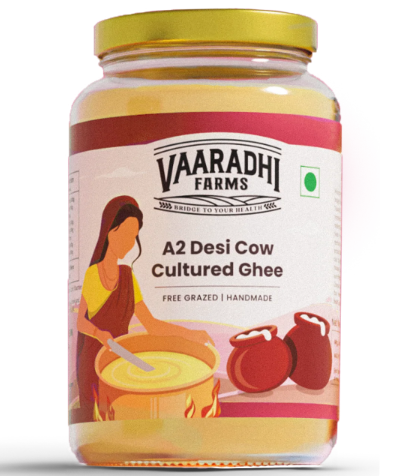 VAARADHI
FARMS
BRIDGE TO YOUR HEALTH
A2 Desi Cow
Cultured Ghee
FREE GRAZED | HANDMADE